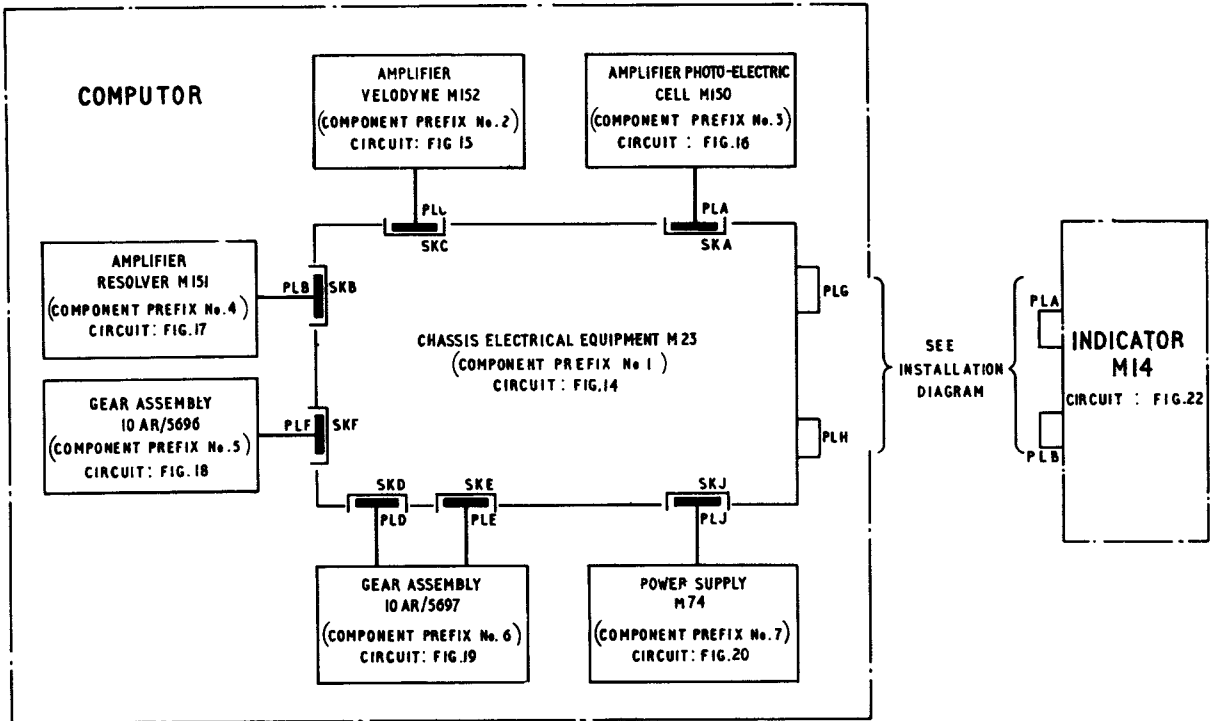 COMPUTOR
AMPLIFIER
VELODYNE M152
(COMPONENT PREFIX No. 2)
CIRCUIT: FIG 15
AMPLIFIER PHOTO-ELECTRIC
CELL M150
(COMPONENT PREFIX No. 3)
CIRCUIT : FIG.16
PLC
SKC
PLA
SKA
AMPLIFIER
RESOLVER M151
(COMPONENT PREFIX No. 4)
CIRCUIT: FIG.17
PLB
SKB
CHASSIS ELECTRICAL EQUIPMENT M23
(COMPONENT PREFIX No 1)
CIRCUIT: FIG.14
PLG
PLH
SEE
INSTALLATION
DIAGRAM
PLA
PLB
INDICATOR
M14
CIRCUIT : FIG.22
GEAR ASSEMBLY
10 AR/5696
(COMPONENT PREFIX No. 5)
CIRCUIT: FIG. 18
PLF
SKF
SKD
PLD
SKE
PLE
SKJ
PLJ
GEAR ASSEMBLY
10 AR/5697
(COMPONENT PREFIX No. 6)
CIRCUIT: FIG.19
POWER SUPPLY
M74
(COMPONENT PREFIX No. 7)
CIRCUIT: FIG.20